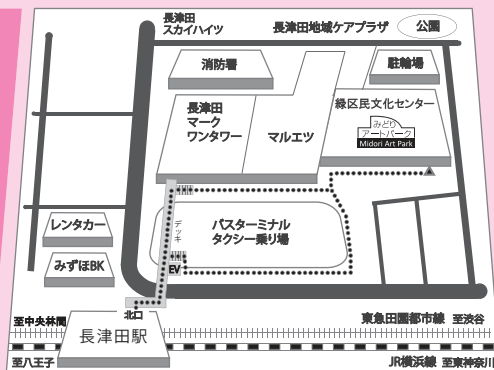 長津田
スカイハイツ
長津田地域ケアプラザ
公園
消防署
駐輪場
長津田
マーク
ワンタワー
マルエツ
緑区民文化センター
みどり
アートパーク
Midori Art Park
レンタカー
デッキ
バスターミナル
タクシー乗り場
みずほBK
EV
北口
至中央林間
長津田駅
東急田園都市線 至渋谷
至八王子
JR横浜線 至東神奈川